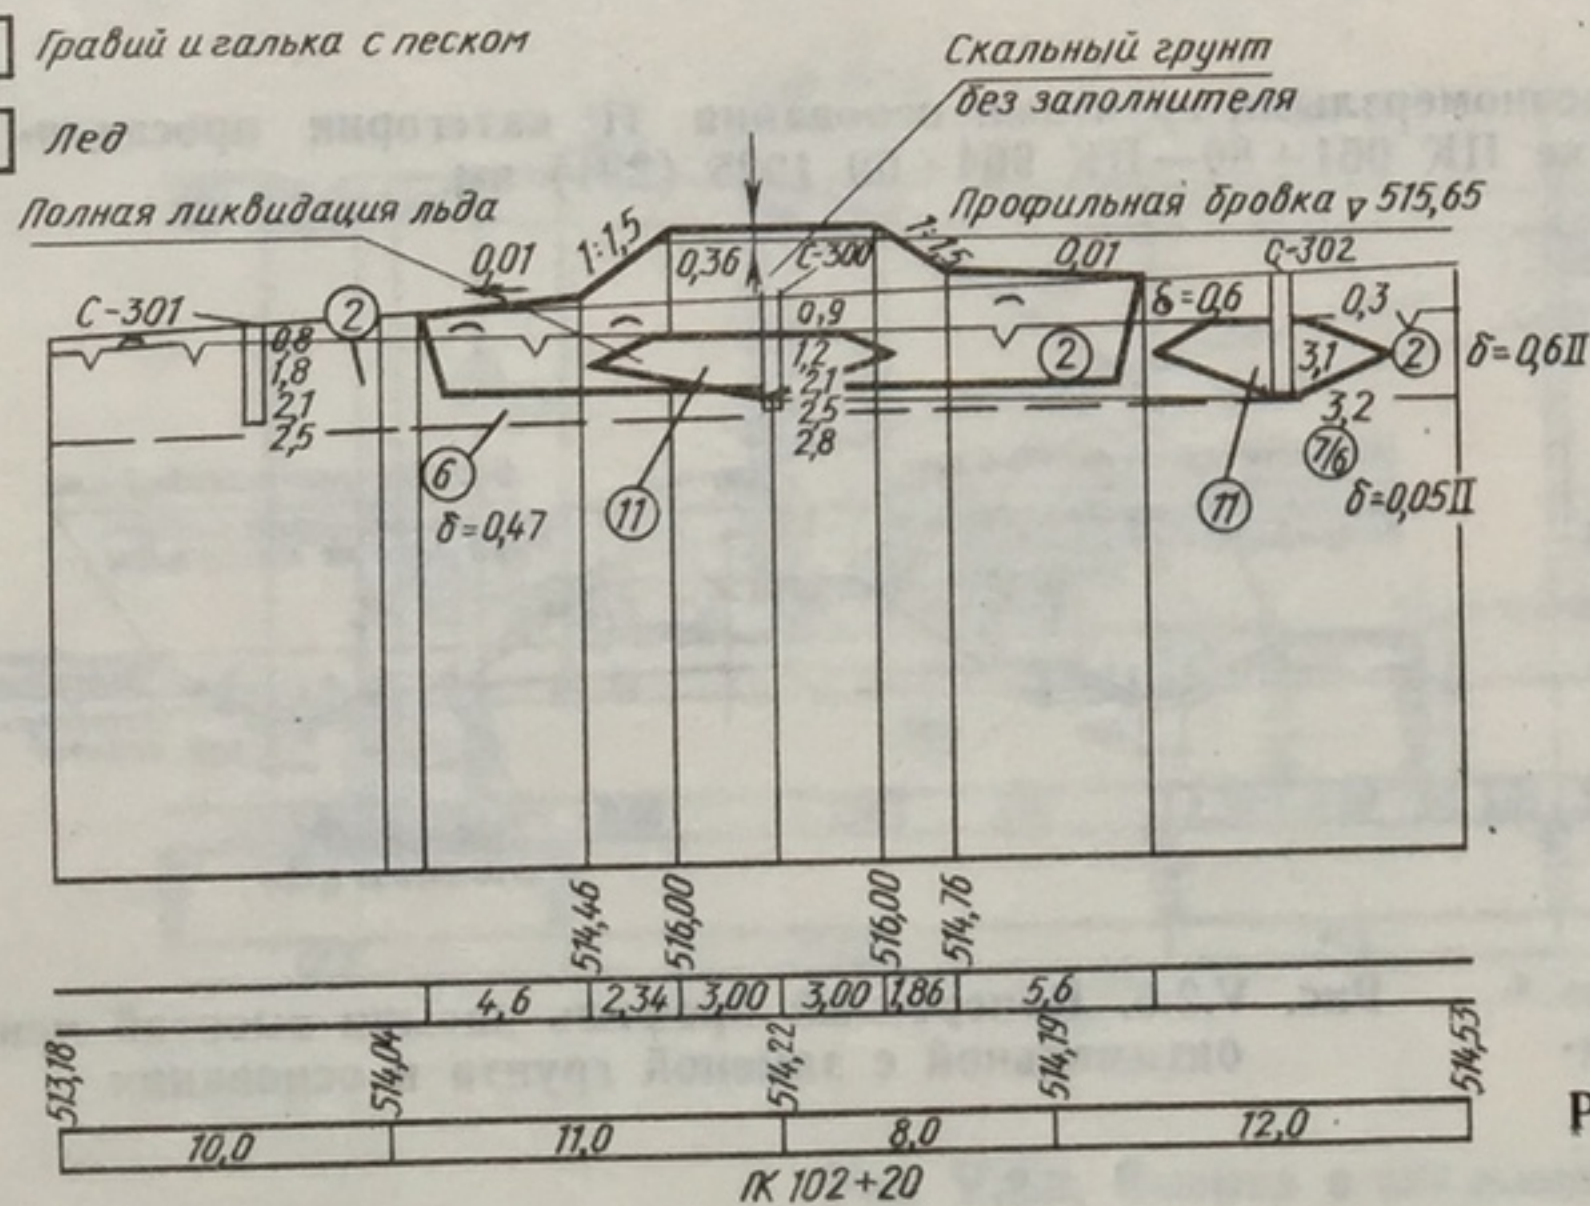 Гравий и галька с песком
Скальный грунт
без заполнителя
Лед
Полная ликвидация льда
Профильная бровка 515,65
0,01
1:1,5
0,36
С-300
1:1,5
0,01
С-302
С-301
2
0,9
δ=0,6
0,3
0,8
1,8
2,1
2,5
1,2
2,1
2,5
2,8
2
3,1
2
δ=0,6II
3,2
6
11
11
7/6
δ=0,47
δ=0,05II
514,46
516,00
516,00
514,76
4,6
2,34
3,00
3,00
1,86
5,6
513,18
514,04
514,22
514,19
514,53
10,0
11,0
8,0
12,0
ПК 102+20
Р